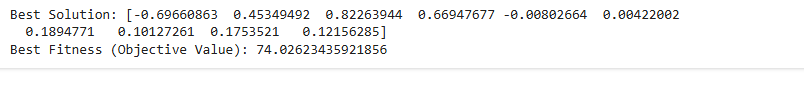 Best Solution: [-0.69660863  0.45349492  0.82263944  0.66947677 -0.00802664  0.00422002
  0.1894771   0.10127261  0.1753521   0.12156285]
Best Fitness (Objective Value): 74.02623435921856